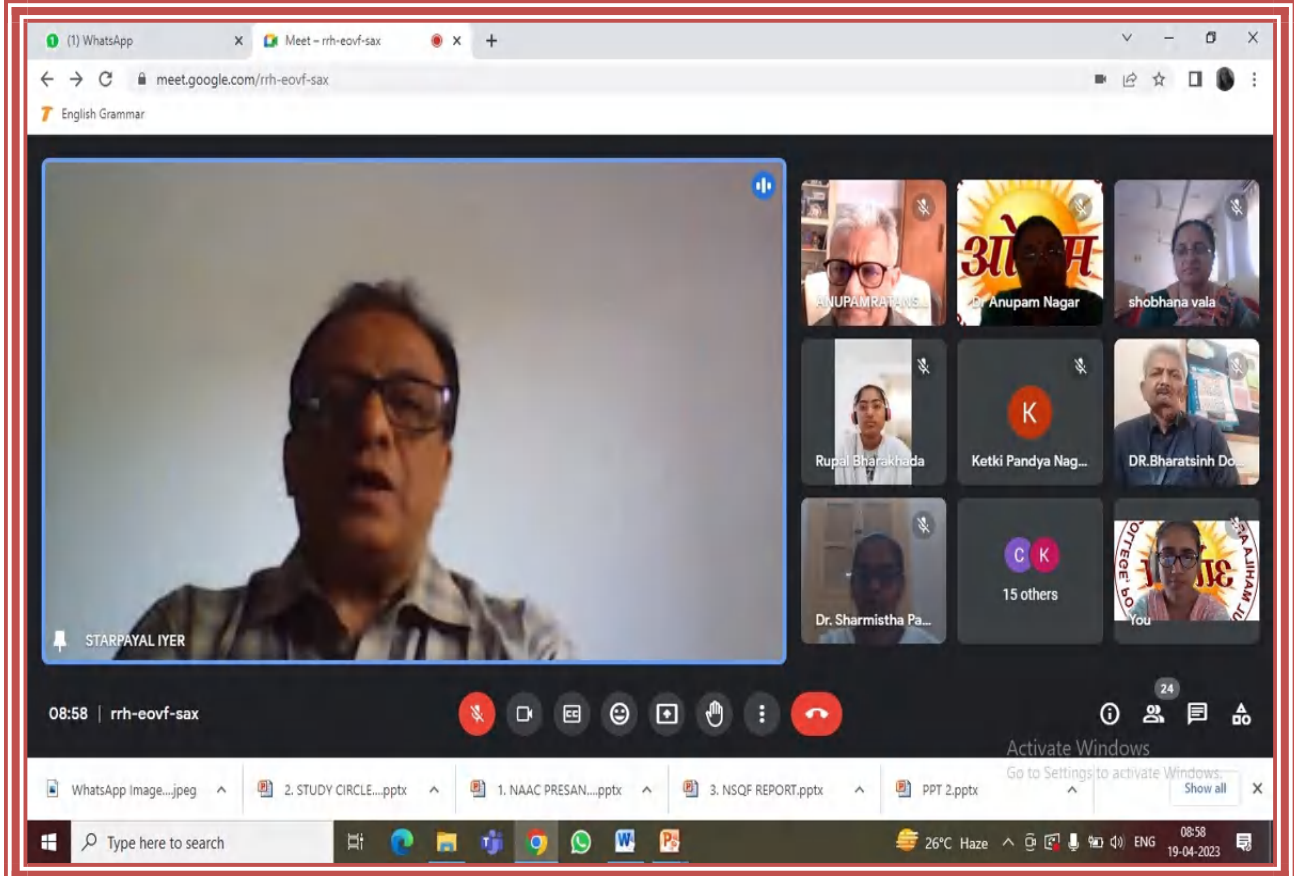 (1) WhatsApp
Meet – rrh-eovf-sax
meet.google.com/rrh-eovf-sax
English Grammar
STARPAYAL IYER
ANUPAMRATANS...
ओ म
Dr Anupam Nagar
shobhana vala
Rupal Bharakhada
K
Ketki Pandya Nag...
DR.Bharatsinh Do...
Dr. Sharmistha Pa...
C K
15 others
COLLEGE, PO
You
08:58 | rrh-eovf-sax
CC
24
Activate Windows
Go to Settings to activate Windows.
WhatsApp Image....jpeg
2. STUDY CIRCLE....pptx
1. NAAC PRESAN....pptx
3. NSQF REPORT.pptx
PPT 2.pptx
Show all
Type here to search
26°C Haze
ENG
08:58
19-04-2023